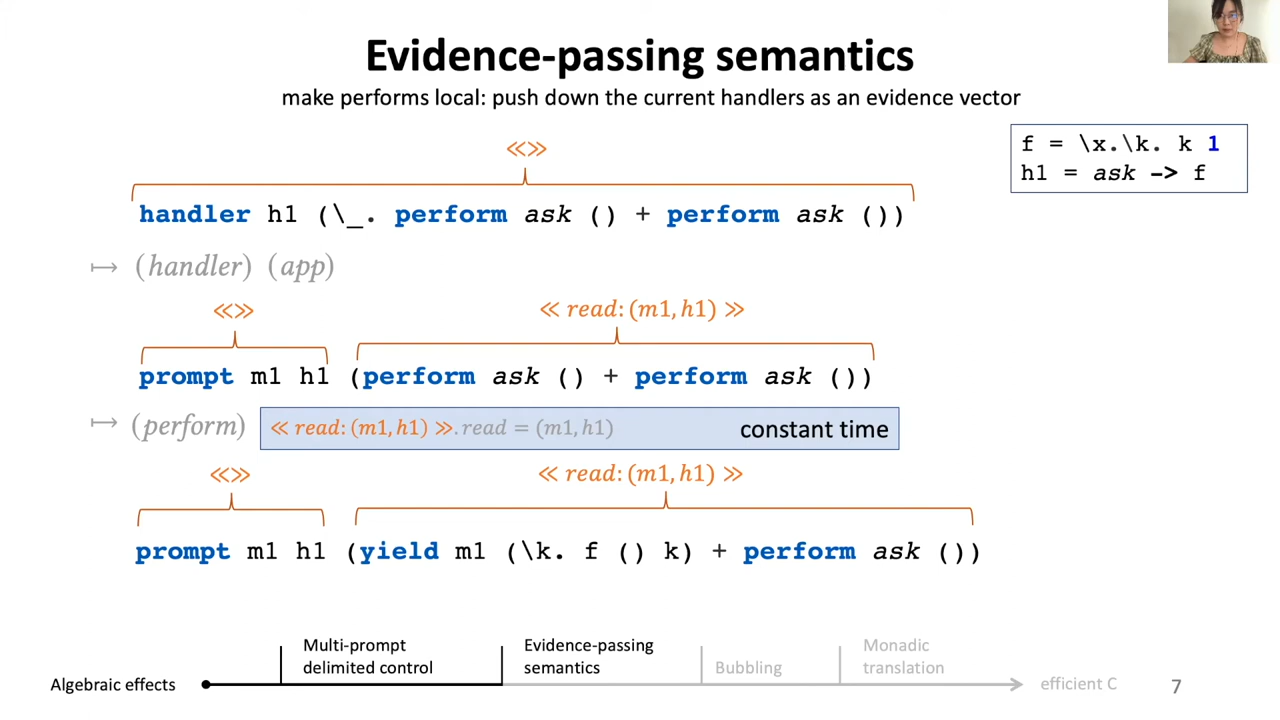 Evidence-passing semantics
make performs local: push down the current handlers as an evidence vector
f = \x.\k. k 1
h1 = ask -> f
≪≫
handler h1 (\_. perform ask () + perform ask ())
↦ (handler) (app)
≪≫ ≪ read: (m1, h1) ≫
prompt m1 h1 (perform ask () + perform ask ())
↦ (perform) ≪ read: (m1, h1) ≫.read = (m1, h1) constant time
≪≫ ≪ read: (m1, h1) ≫
prompt m1 h1 (yield m1 (\k. f () k) + perform ask ())
Algebraic effects
Multi-prompt
delimited control
Evidence-passing
semantics
Bubbling
Monadic
translation
efficient C
7